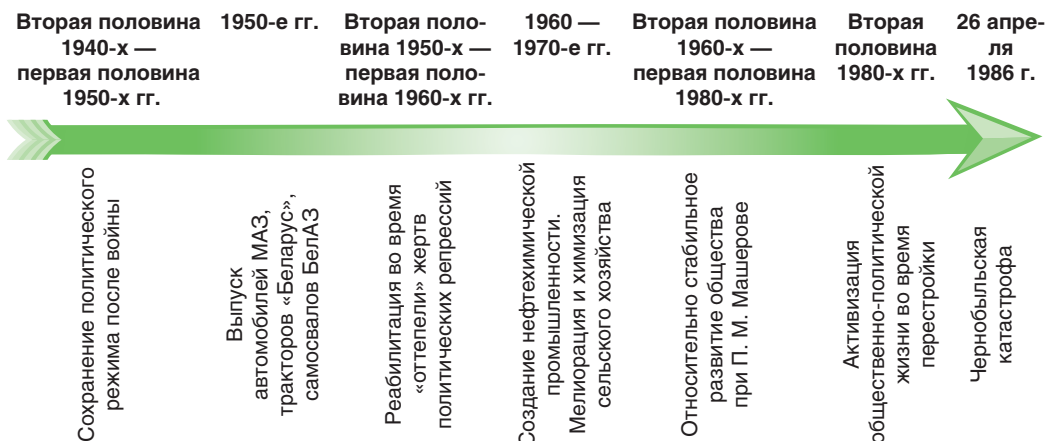 Вторая половина
1940-х —
первая половина
1950-х гг.
1950-е гг.
Вторая поло-
вина 1950-х —
первая поло-
вина 1960-х гг.
1960 —
1970-е гг.
Вторая половина
1960-х —
первая половина
1980-х гг.
Вторая
половина
1980-х гг.
26 апре-
ля
1986 г.
Сохранение политического
режима после войны
Выпуск
автомобилей МАЗ,
тракторов «Беларус»,
самосвалов БелАЗ
Реабилитация во время
«оттепели» жертв
политических репрессий
Создание нефтехимической
промышленности.
Мелиорация и химизация
сельского хозяйства
Относительно стабильное
развитие общества
при П. М. Машерове
Активизация
общественно-политической
жизни во время
перестройки
Чернобыльская
катастрофа